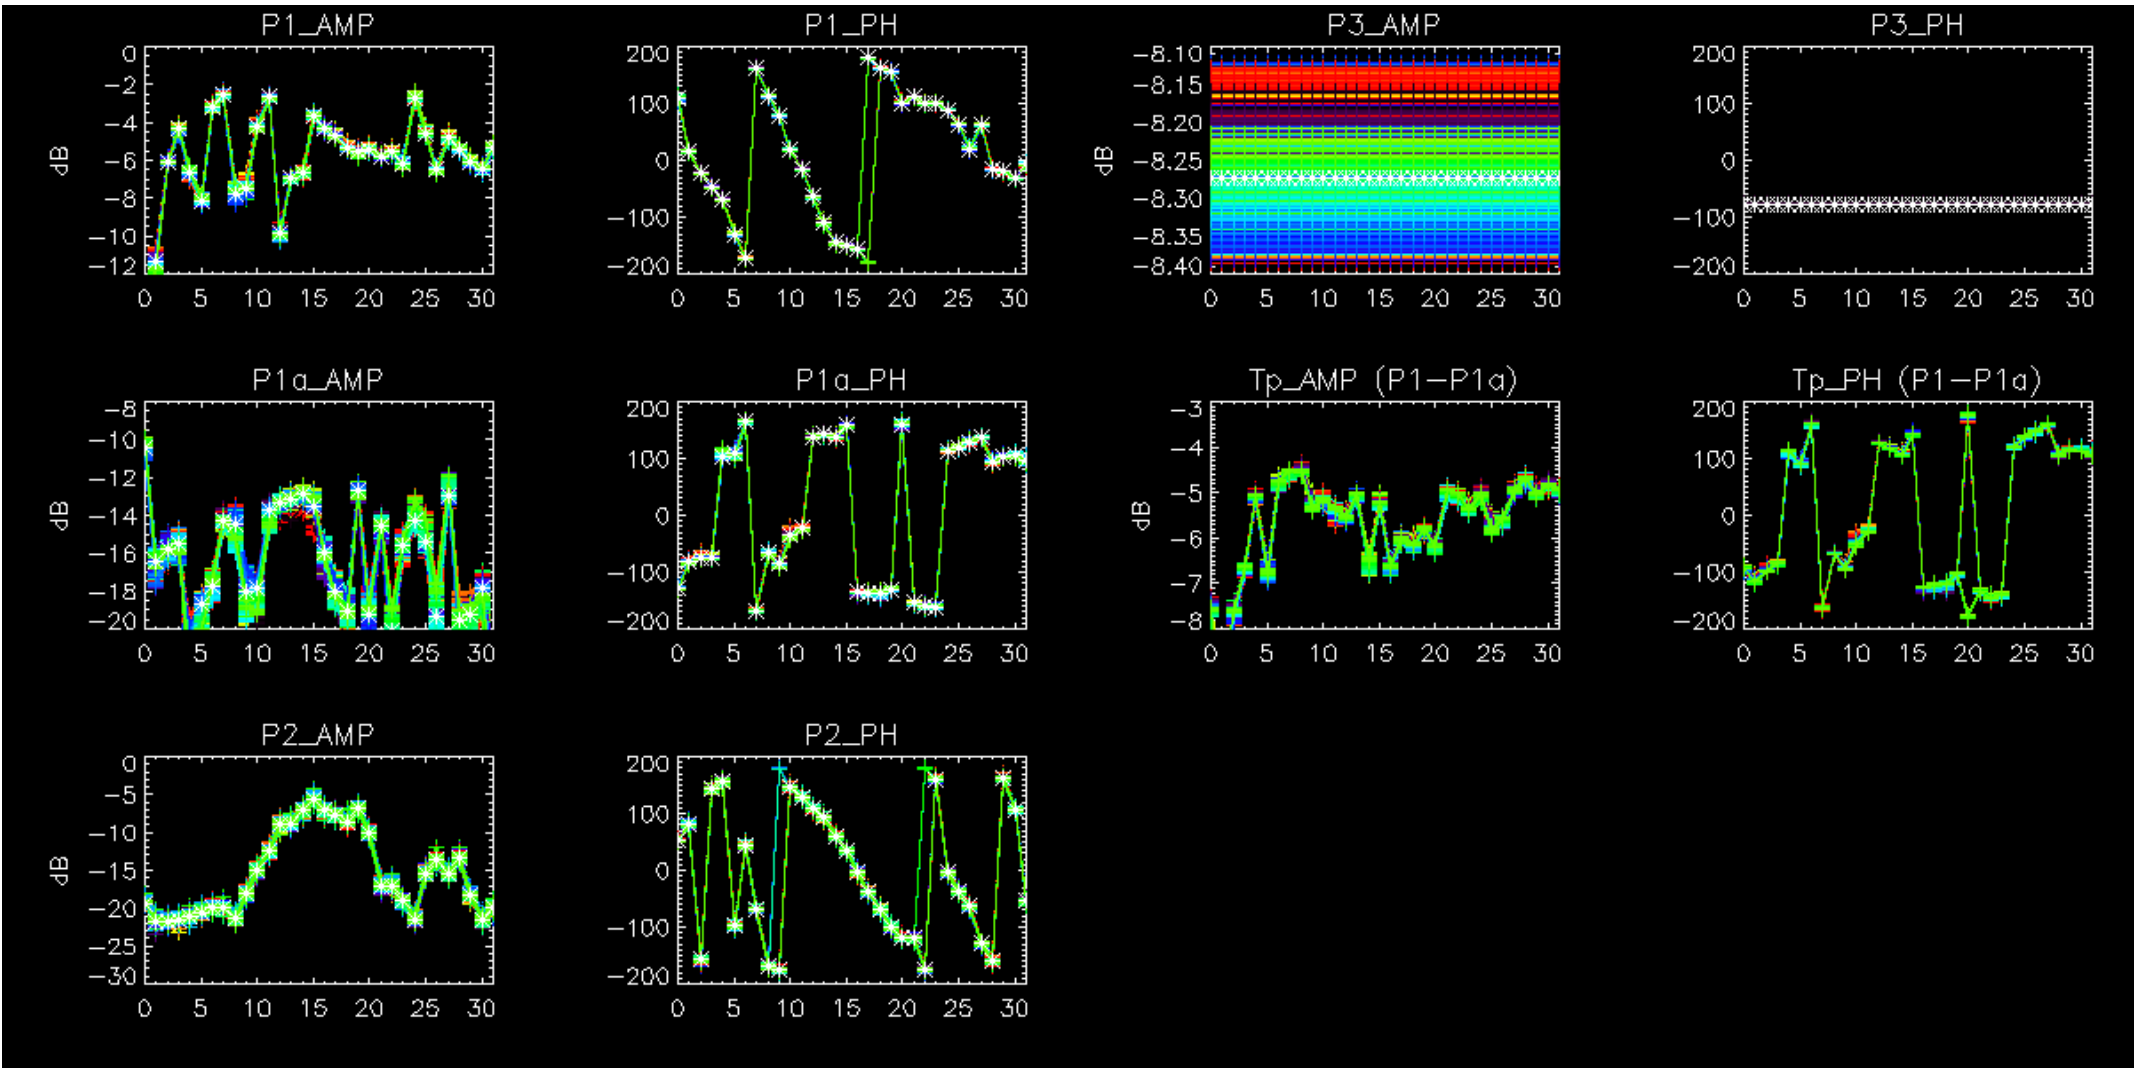 P1_AMP
dB
0
−2
−4
−6
−8
−10
−12
0 5 10 15 20 25 30
P1_PH
200
100
0
−100
−200
0 5 10 15 20 25 30
P3_AMP
dB
−8.10
−8.15
−8.20
−8.25
−8.30
−8.35
−8.40
0 5 10 15 20 25 30
P3_PH
200
100
0
−100
−200
0 5 10 15 20 25 30
P1a_AMP
dB
−8
−10
−12
−14
−16
−18
−20
0 5 10 15 20 25 30
P1a_PH
200
100
0
−100
−200
0 5 10 15 20 25 30
Tp_AMP (P1−P1a)
dB
−3
−4
−5
−6
−7
−8
0 5 10 15 20 25 30
Tp_PH (P1−P1a)
200
100
0
−100
−200
0 5 10 15 20 25 30
P2_AMP
dB
0
−5
−10
−15
−20
−25
−30
0 5 10 15 20 25 30
P2_PH
200
100
0
−100
−200
0 5 10 15 20 25 30